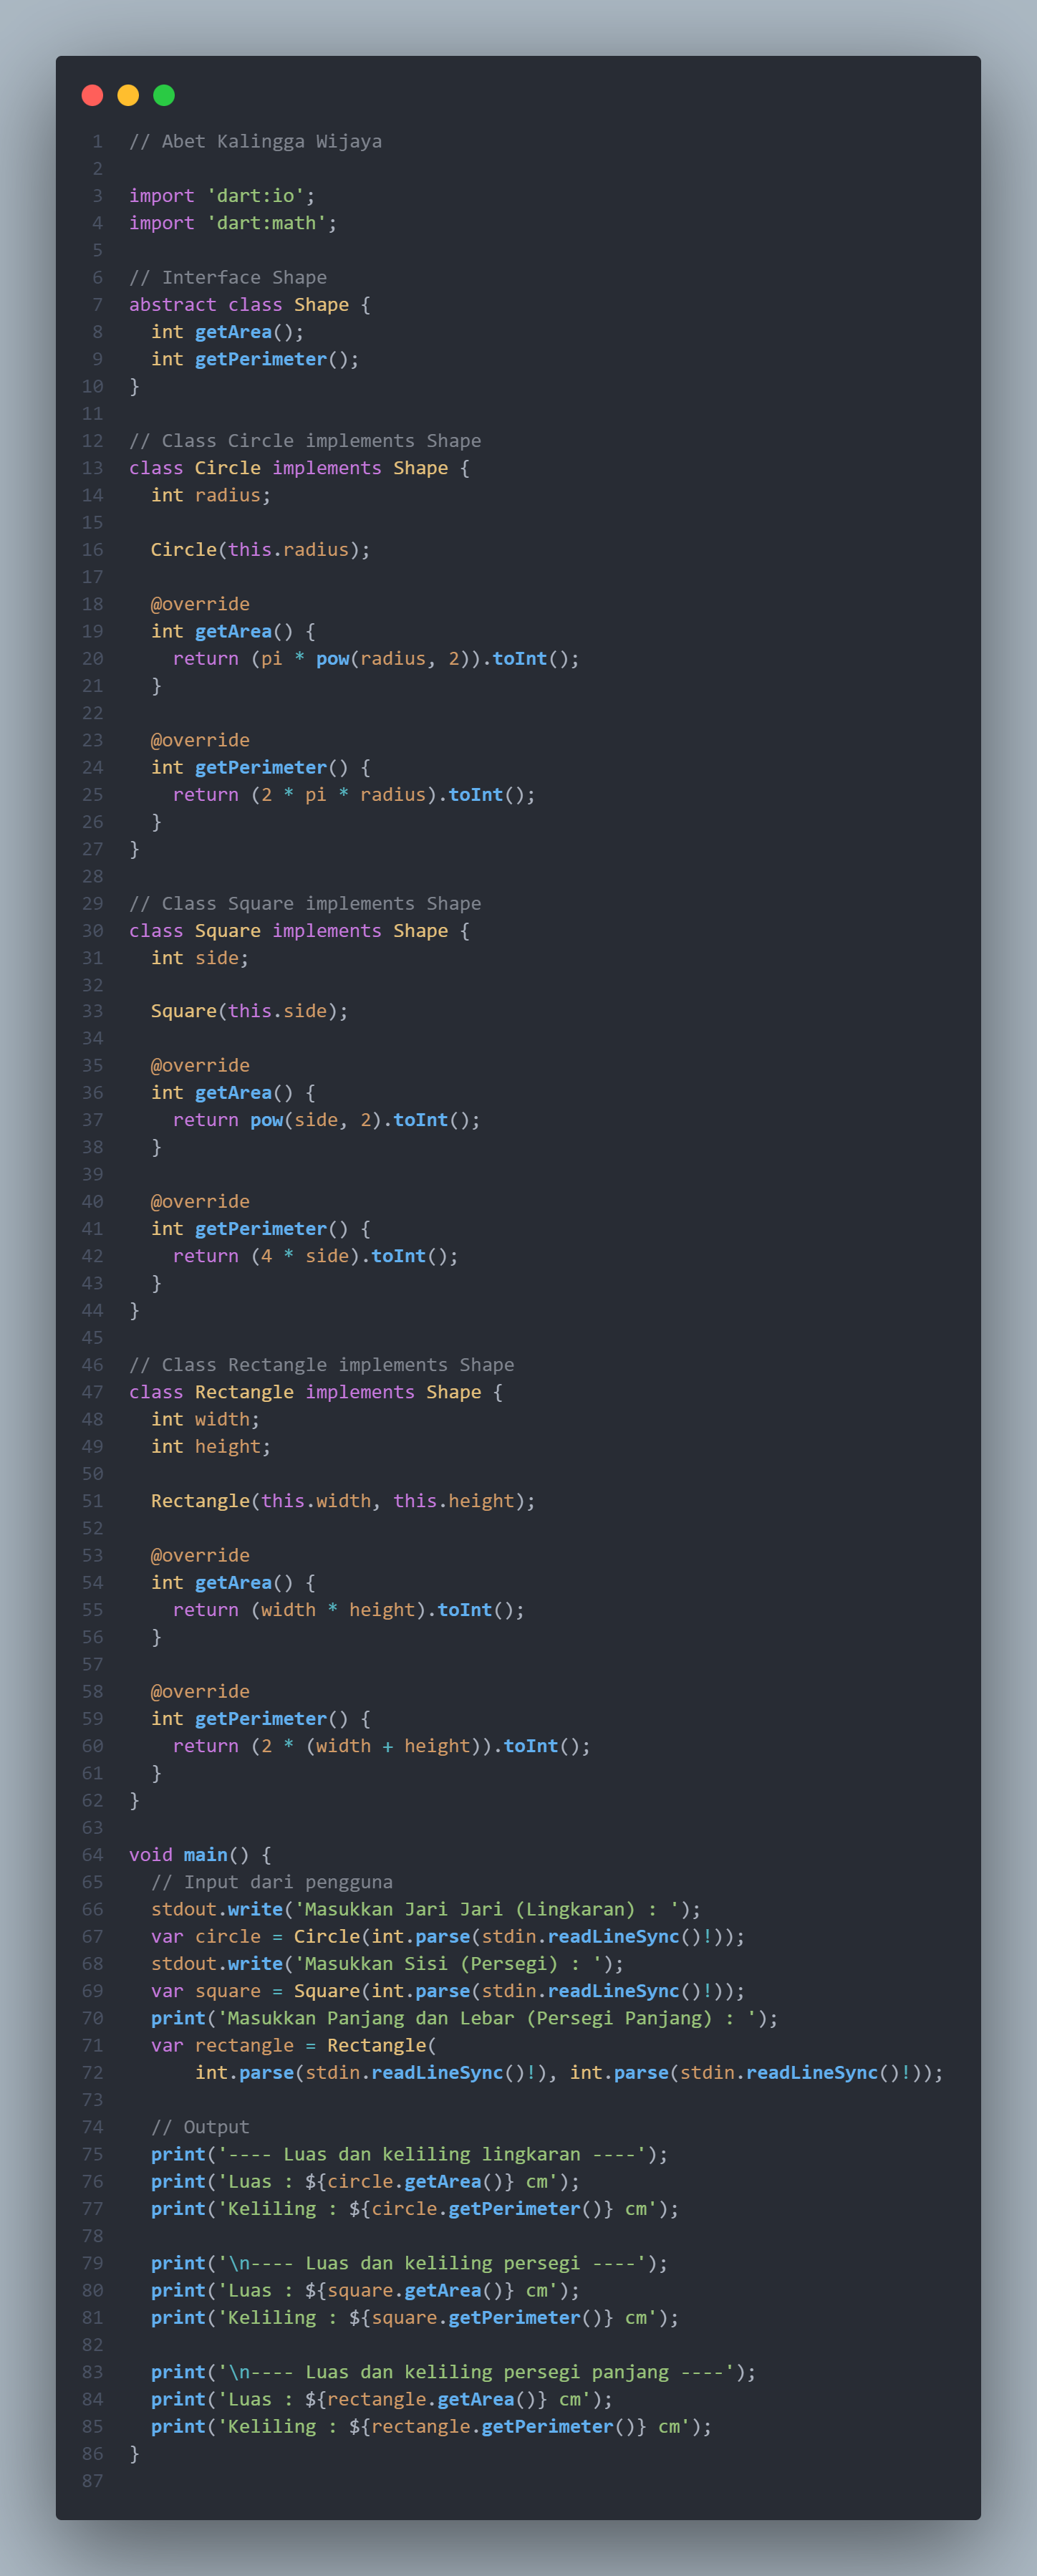 1 // Abet Kalingga Wijaya
2
3 import 'dart:io';
4 import 'dart:math';
5
6 // Interface Shape
7 abstract class Shape {
8   int getArea();
9   int getPerimeter();
10 }
11
12 // Class Circle implements Shape
13 class Circle implements Shape {
14   int radius;
15
16   Circle(this.radius);
17
18   @override
19   int getArea() {
20     return (pi * pow(radius, 2)).toInt();
21   }
22
23   @override
24   int getPerimeter() {
25     return (2 * pi * radius).toInt();
26   }
27 }
28
29 // Class Square implements Shape
30 class Square implements Shape {
31   int side;
32
33   Square(this.side);
34
35   @override
36   int getArea() {
37     return pow(side, 2).toInt();
38   }
39
40   @override
41   int getPerimeter() {
42     return (4 * side).toInt();
43   }
44 }
45
46 // Class Rectangle implements Shape
47 class Rectangle implements Shape {
48   int width;
49   int height;
50
51   Rectangle(this.width, this.height);
52
53   @override
54   int getArea() {
55     return (width * height).toInt();
56   }
57
58   @override
59   int getPerimeter() {
60     return (2 * (width + height)).toInt();
61   }
62 }
63
64 void main() {
65   // Input dari pengguna
66   stdout.write('Masukkan Jari Jari (Lingkaran) : ');
67   var circle = Circle(int.parse(stdin.readLineSync()!));
68   stdout.write('Masukkan Sisi (Persegi) : ');
69   var square = Square(int.parse(stdin.readLineSync()!));
70   print('Masukkan Panjang dan Lebar (Persegi Panjang) : ');
71   var rectangle = Rectangle(
72       int.parse(stdin.readLineSync()!), int.parse(stdin.readLineSync()!));
73
74   // Output
75   print('---- Luas dan keliling lingkaran ----');
76   print('Luas : ${circle.getArea()} cm');
77   print('Keliling : ${circle.getPerimeter()} cm');
78
79   print('\n---- Luas dan keliling persegi ----');
80   print('Luas : ${square.getArea()} cm');
81   print('Keliling : ${square.getPerimeter()} cm');
82
83   print('\n---- Luas dan keliling persegi panjang ----');
84   print('Luas : ${rectangle.getArea()} cm');
85   print('Keliling : ${rectangle.getPerimeter()} cm');
86 }
87